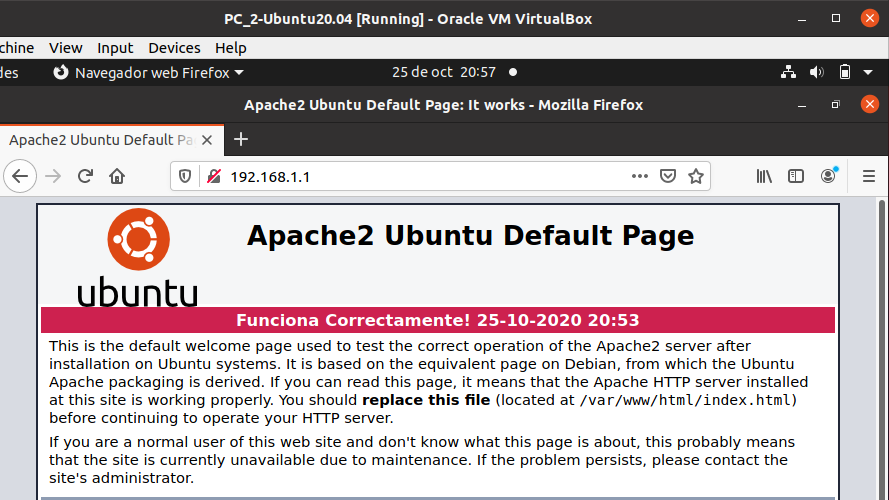 PC_2-Ubuntu20.04 [Running] - Oracle VM VirtualBox
chine View Input Devices Help
des Navegador web Firefox 25 de oct 20:57
Apache2 Ubuntu Default Page: It works - Mozilla Firefox
Apache2 Ubuntu Default Pa
192.168.1.1
ubuntu
Apache2 Ubuntu Default Page
Funciona Correctamente! 25-10-2020 20:53
This is the default welcome page used to test the correct operation of the Apache2 server after
installation on Ubuntu systems. It is based on the equivalent page on Debian, from which the Ubuntu
Apache packaging is derived. If you can read this page, it means that the Apache HTTP server installed
at this site is working properly. You should replace this file (located at /var/www/html/index.html)
before continuing to operate your HTTP server.
If you are a normal user of this web site and don't know what this page is about, this probably means
that the site is currently unavailable due to maintenance. If the problem persists, please contact the
site's administrator.